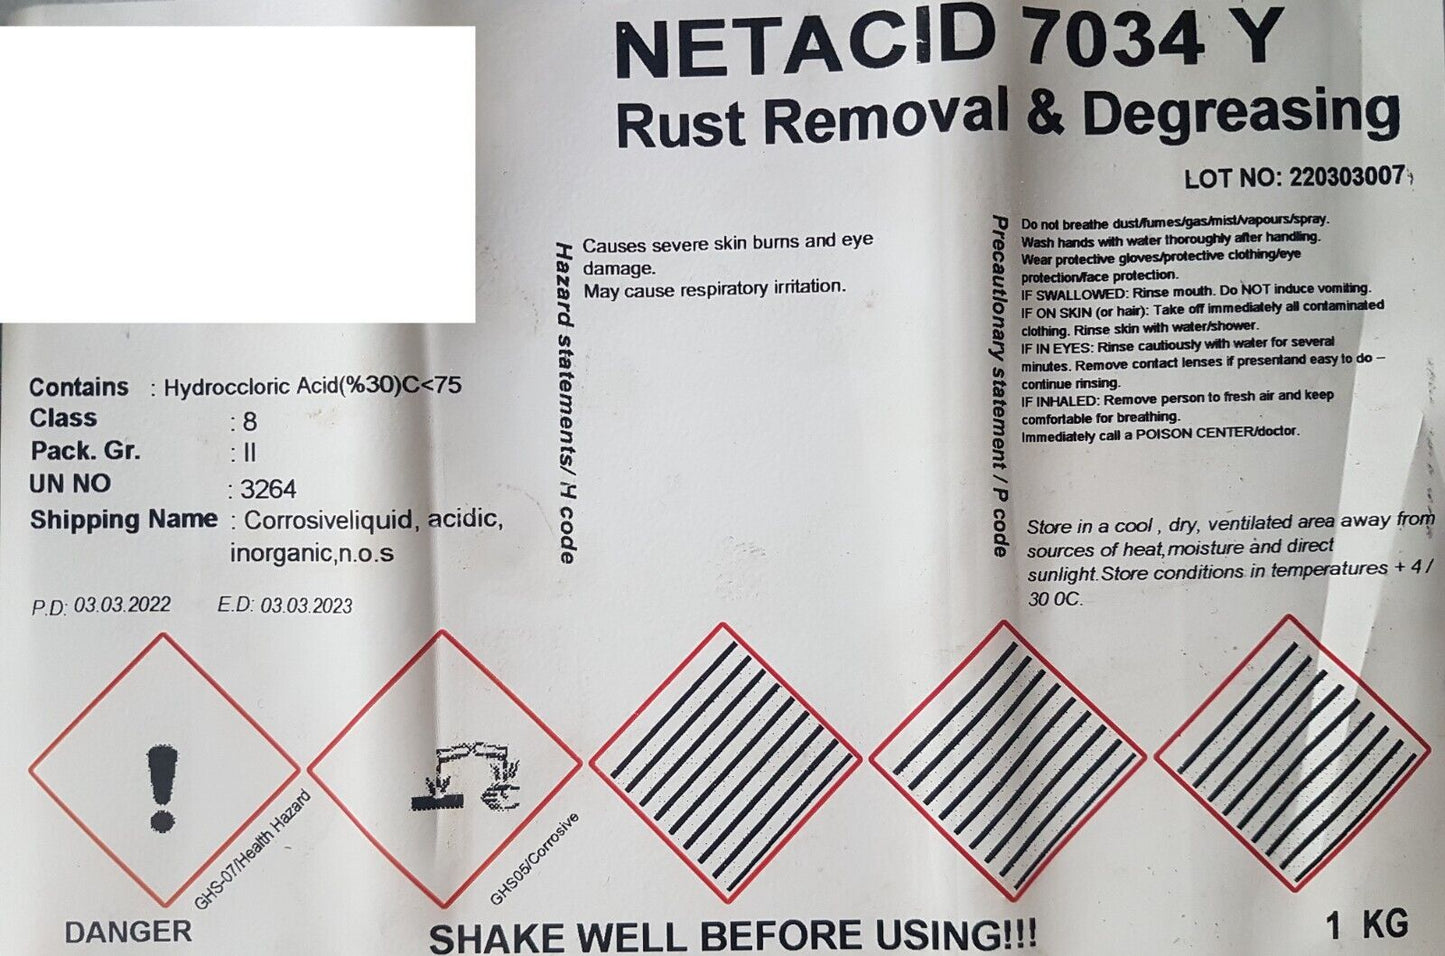 NETACID 7034 Y
Rust Removal & Degreasing
LOT NO: 220303007
Contains : Hydroccloric Acid(%30)C<75
Class : 8
Pack. Gr. : II
UN NO : 3264
Shipping Name : Corrosiveliquid, acidic,
inorganic,n.o.s
P.D: 03.03.2022 E.D: 03.03.2023
Hazard statements/ H code
Causes severe skin burns and eye
damage.
May cause respiratory irritation.
Precautionary statement / P code
Do not breathe dust/fumes/gas/mist/vapours/spray.
Wash hands with water thoroughly after handling.
Wear protective gloves/protective clothing/eye
protection/face protection.
IF SWALLOWED: Rinse mouth. Do NOT induce vomiting.
IF ON SKIN (or hair): Take off immediately all contaminated
clothing. Rinse skin with water/shower.
IF IN EYES: Rinse cautiously with water for several
minutes. Remove contact lenses if presentand easy to do –
continue rinsing.
IF INHALED: Remove person to fresh air and keep
comfortable for breathing.
Immediately call a POISON CENTER/doctor.
Store in a cool , dry, ventilated area away from
sources of heat, moisture and direct
sunlight.Store conditions in temperatures + 4 /
30 0C.
GHS-07/Health Hazard
GHS05/Corrosive
DANGER
SHAKE WELL BEFORE USING!!!
1 KG